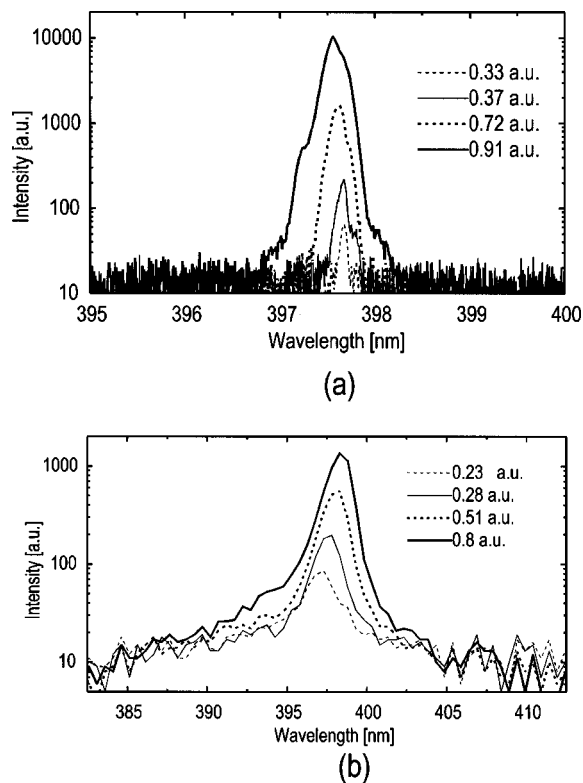 10000
1000
100
10
Intensity [a.u.]
0.33 a.u.
0.37 a.u.
0.72 a.u.
0.91 a.u.
395 396 397 398 399 400
Wavelength [nm]
(a)
1000
100
10
Intensity [a.u.]
0.23 a.u.
0.28 a.u.
0.51 a.u.
0.8 a.u.
385 390 395 400 405 410
Wavelength [nm]
(b)